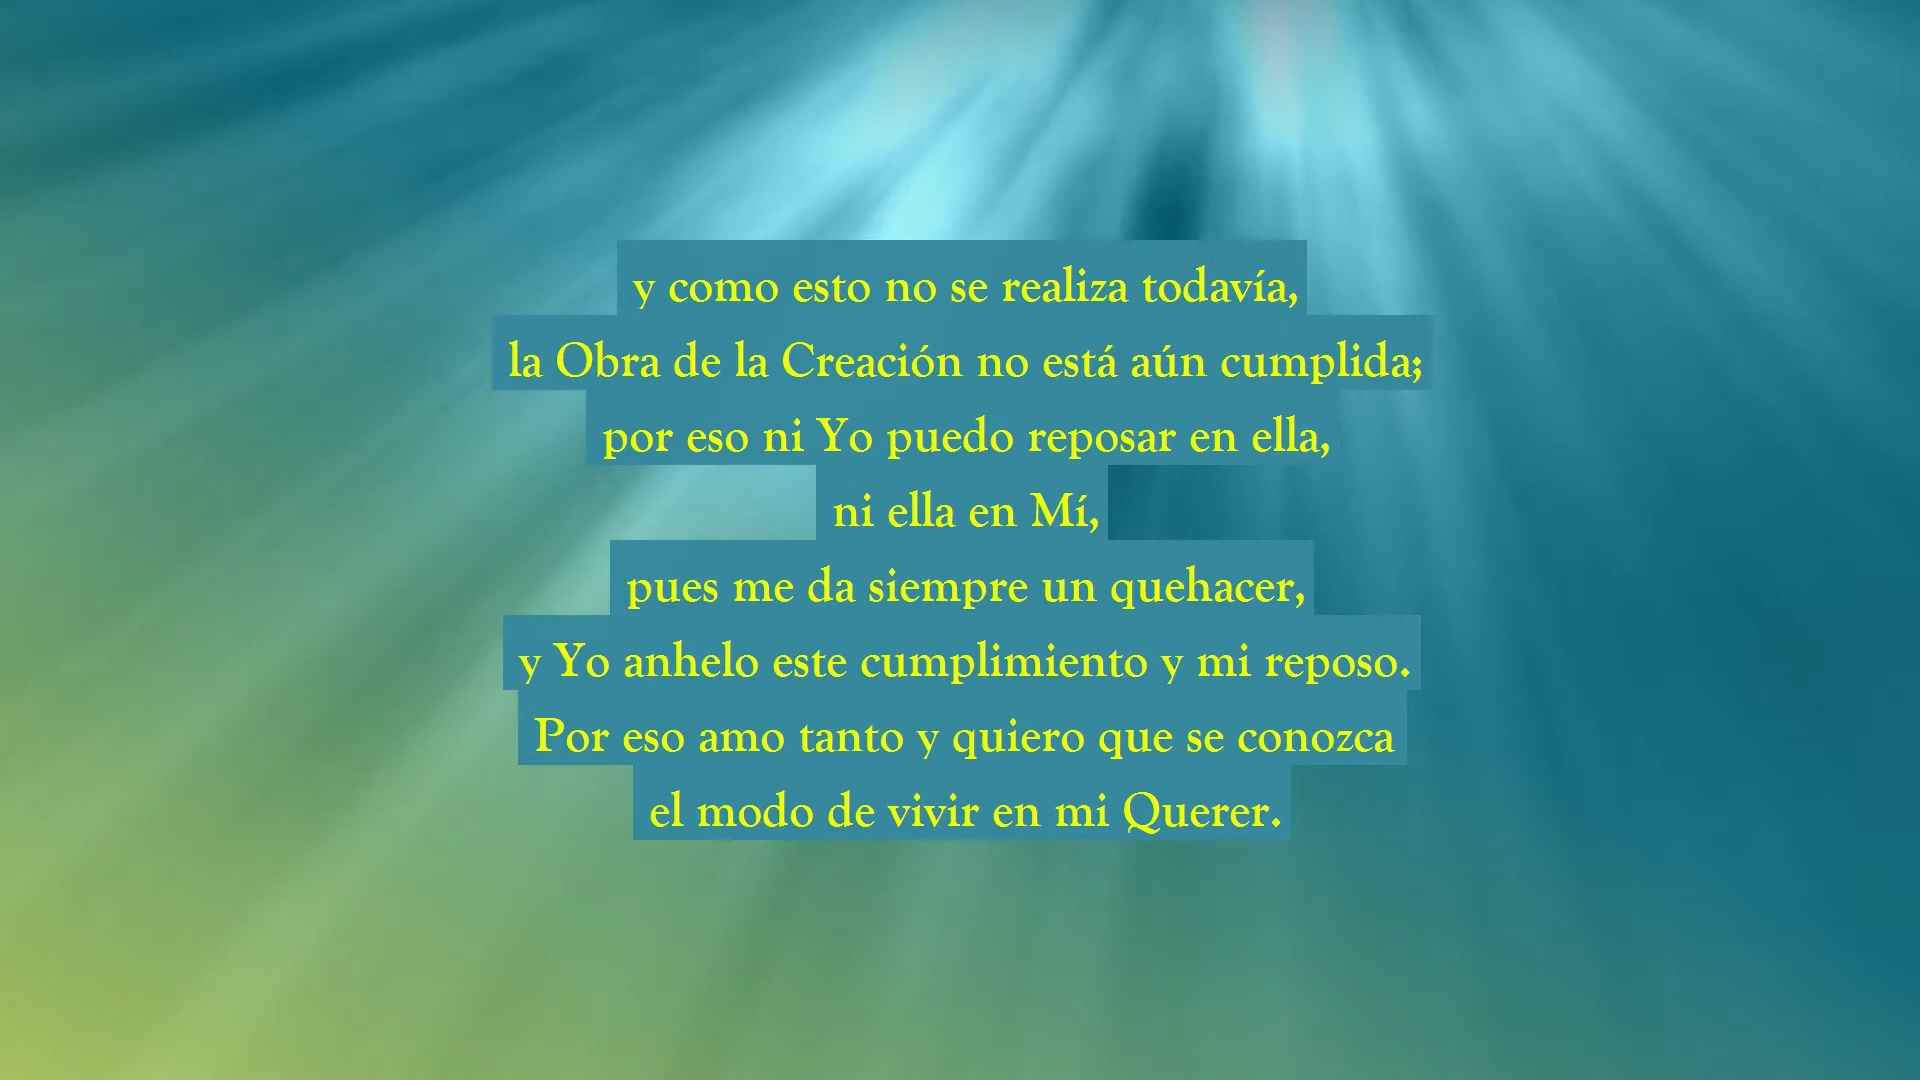 y como esto no se realiza todavía,
la Obra de la Creación no está aún cumplida;
por eso ni Yo puedo reposar en ella,
ni ella en Mí,
pues me da siempre un quehacer,
y Yo anhelo este cumplimiento y mi reposo.
Por eso amo tanto y quiero que se conozca
el modo de vivir en mi Querer.